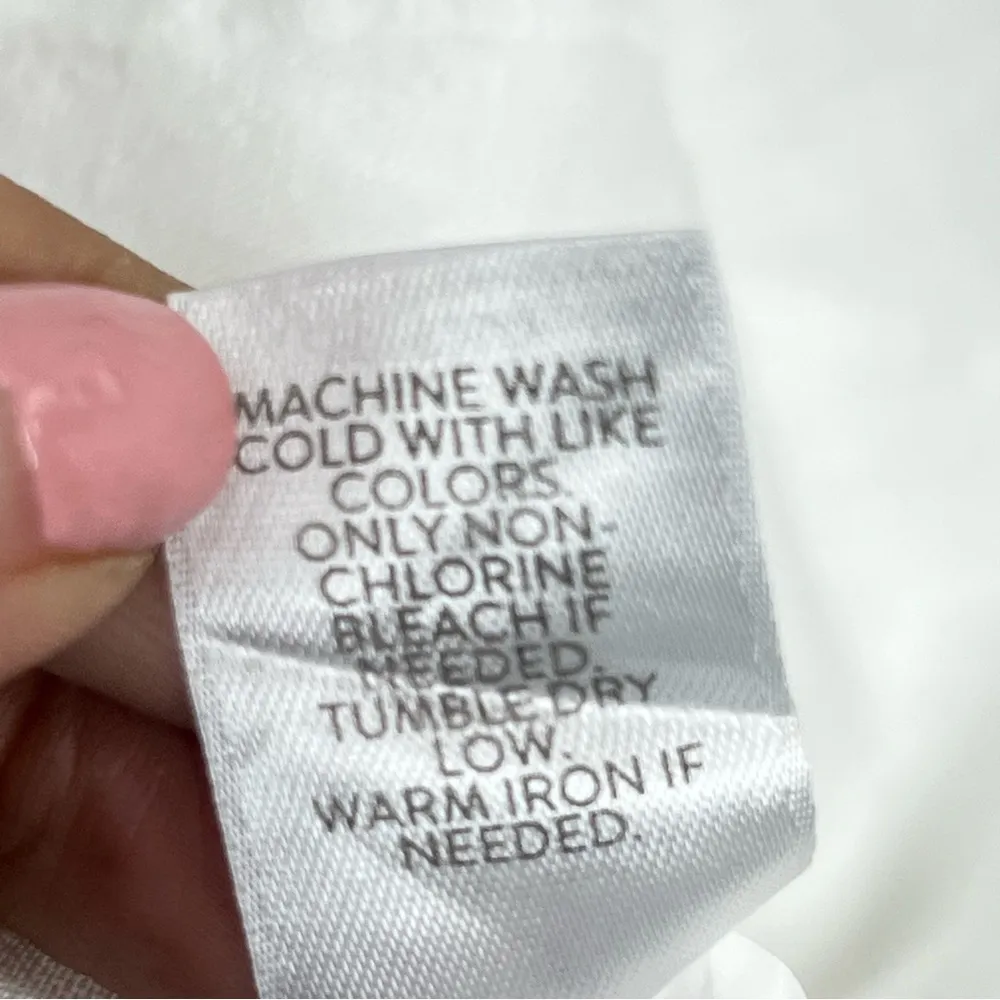 MACHINE WASH
COLD WITH LIKE
COLORS.
ONLY NON-
CHLORINE
BLEACH IF
NEEDED.
TUMBLE DRY
LOW.
WARM IRON IF
NEEDED.